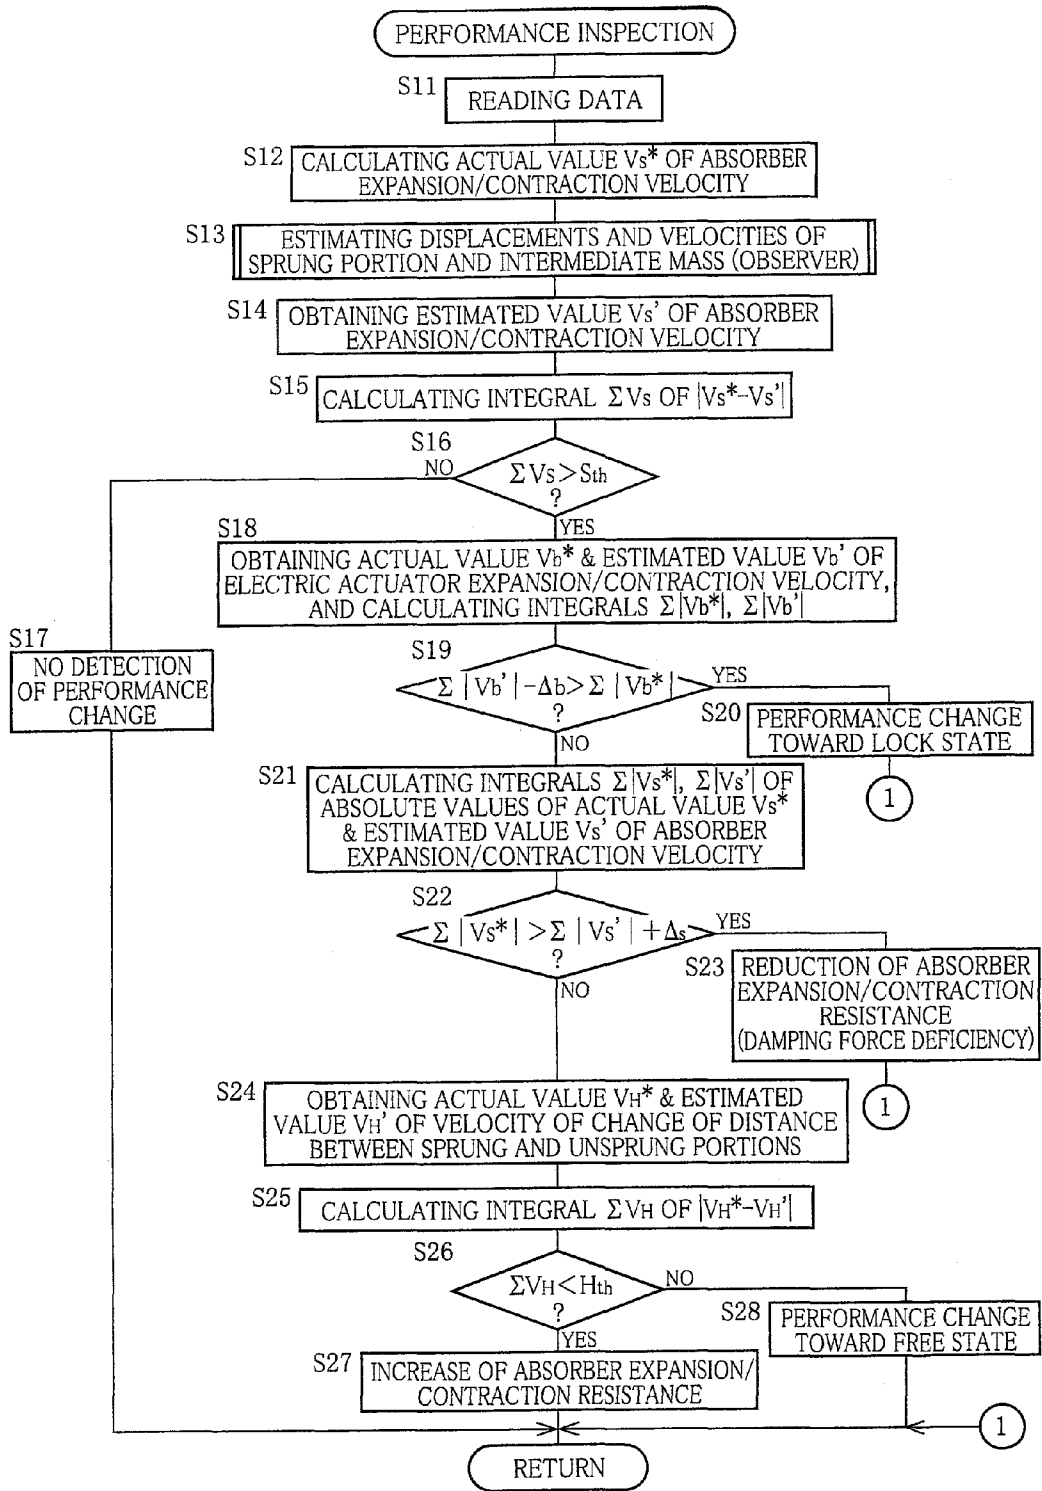 PERFORMANCE INSPECTION
S11
READING DATA
S12
CALCULATING ACTUAL VALUE Vs* OF ABSORBER
EXPANSION/CONTRACTION VELOCITY
S13
ESTIMATING DISPLACEMENTS AND VELOCITIES OF
SPRUNG PORTION AND INTERMEDIATE MASS (OBSERVER)
S14
OBTAINING ESTIMATED VALUE Vs' OF ABSORBER
EXPANSION/CONTRACTION VELOCITY
S15
CALCULATING INTEGRAL ΣVs OF |Vs*-Vs'|
S16
NO
ΣVs>Sth
?
YES
S18
OBTAINING ACTUAL VALUE Vb* & ESTIMATED VALUE Vb' OF
ELECTRIC ACTUATOR EXPANSION/CONTRACTION VELOCITY,
AND CALCULATING INTEGRALS Σ|Vb*|, Σ|Vb'|
S17
NO DETECTION
OF PERFORMANCE
CHANGE
S19
Σ|Vb'|-Δb>Σ|Vb*|
?
YES
NO
S20
PERFORMANCE CHANGE
TOWARD LOCK STATE
1
S21
CALCULATING INTEGRALS Σ|Vs*|, Σ|Vs'| OF
ABSOLUTE VALUES OF ACTUAL VALUE Vs*
& ESTIMATED VALUE Vs' OF ABSORBER
EXPANSION/CONTRACTION VELOCITY
S22
Σ|Vs*|>Σ|Vs'|+Δs
?
YES
NO
S23
REDUCTION OF ABSORBER
EXPANSION/CONTRACTION
RESISTANCE
(DAMPING FORCE DEFICIENCY)
1
S24
OBTAINING ACTUAL VALUE VH* & ESTIMATED
VALUE VH' OF VELOCITY OF CHANGE OF DISTANCE
BETWEEN SPRUNG AND UNSPRUNG PORTIONS
S25
CALCULATING INTEGRAL ΣVH OF |VH*-VH'|
S26
ΣVH<Hth
?
NO
YES
S28
PERFORMANCE CHANGE
TOWARD FREE STATE
S27
INCREASE OF ABSORBER EXPANSION/
CONTRACTION RESISTANCE
1
RETURN